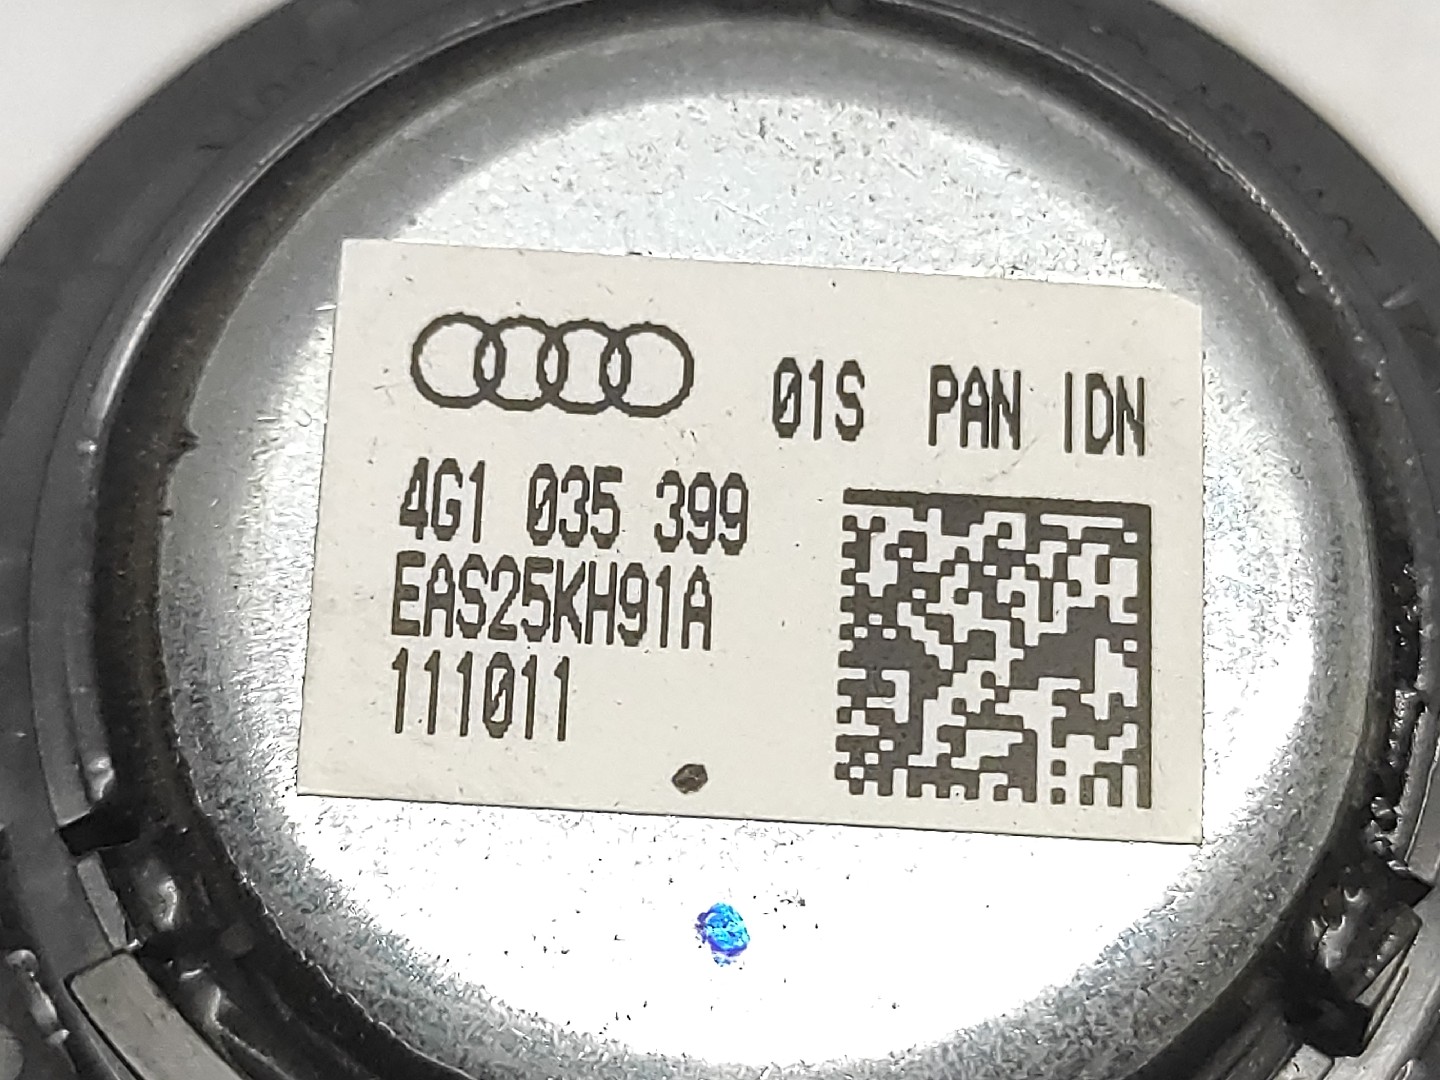 01S PAN IDN
4G1 035 399
EAS25KH91A
111011